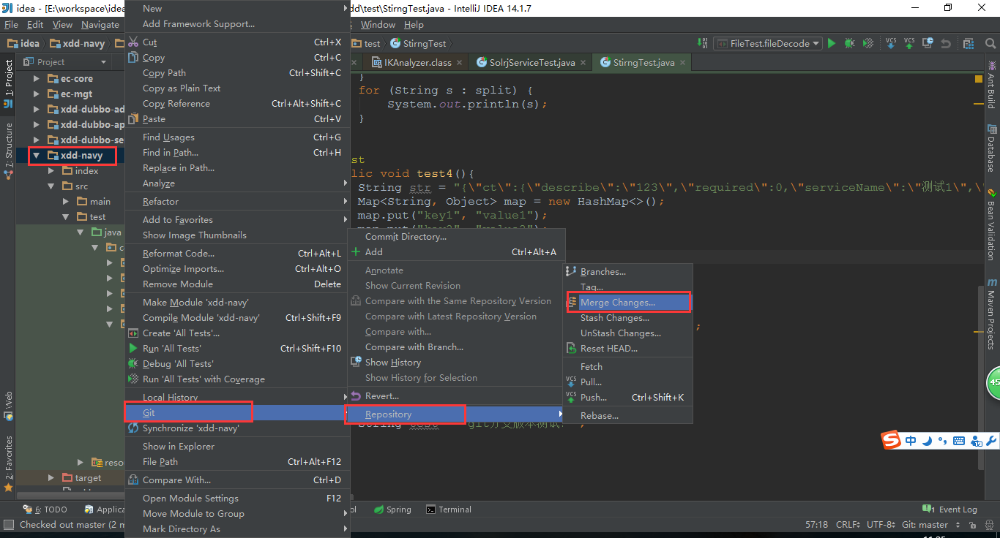 idea - [E:\workspace\idea
dd\test\StirngTest.java - IntelliJ IDEA 14.1.7
File Edit View Navigate
Window Help
idea xdd-navy
test StirngTest
FileTest.fileDecode
Project
IKAnalyzer.class SolrjServiceTest.java StirngTest.java
1: Project
7: Structure
Web
2: Favorites
ec-core
ec-mgt
xdd-dubbo-ad
xdd-dubbo-ap
xdd-dubbo-se
xdd-navy
index
src
main
test
java
c
reso
target
New
Add Framework Support...
Cut Ctrl+X
Copy Ctrl+C
Copy Path Ctrl+Shift+C
Copy as Plain Text
Copy Reference Ctrl+Alt+Shift+C
Paste Ctrl+V
Find Usages Ctrl+G
Find in Path... Ctrl+H
Replace in Path...
Analyze
Refactor
Add to Favorites
Show Image Thumbnails
Reformat Code... Ctrl+Alt+L
Optimize Imports... Ctrl+Alt+O
Remove Module Delete
Make Module 'xdd-navy'
Compile Module 'xdd-navy' Ctrl+Shift+F9
Create 'All Tests'...
Run 'All Tests' Ctrl+Shift+F10
Debug 'All Tests'
Run 'All Tests' with Coverage
Local History
Git
Synchronize 'xdd-navy'
Show in Explorer
File Path Ctrl+Alt+F12
Compare With... Ctrl+D
Open Module Settings F12
Move Module to Group
Mark Directory As
}
for (String s : split) {
System.out.println(s);
}
st
lic void test4(){
String str = "{\"ct\":{\"describe\":\"123\",\"required\":0,\"serviceName\":\"测试1\",\"
Map<String, Object> map = new HashMap<>();
map.put("key1", "value1");
;
Commit Directory...
Add Ctrl+Alt+A
Annotate
Show Current Revision
Compare with the Same Repository Version
Compare with Latest Repository Version
Compare with...
Compare with Branch...
Show History
Show History for Selection
Revert...
Repository
Branches...
Tag...
Merge Changes...
Stash Changes...
UnStash Changes...
Reset HEAD...
Fetch
VCS Pull...
VCS Push... Ctrl+Shift+K
Rebase...
Ant Build
Database
Bean Validation
m Maven Projects
45
S 中
6: TODO Applica
ol Spring Terminal
1 Event Log
Checked out master (2 m
57:18 CRLF UTF-8 Git: master